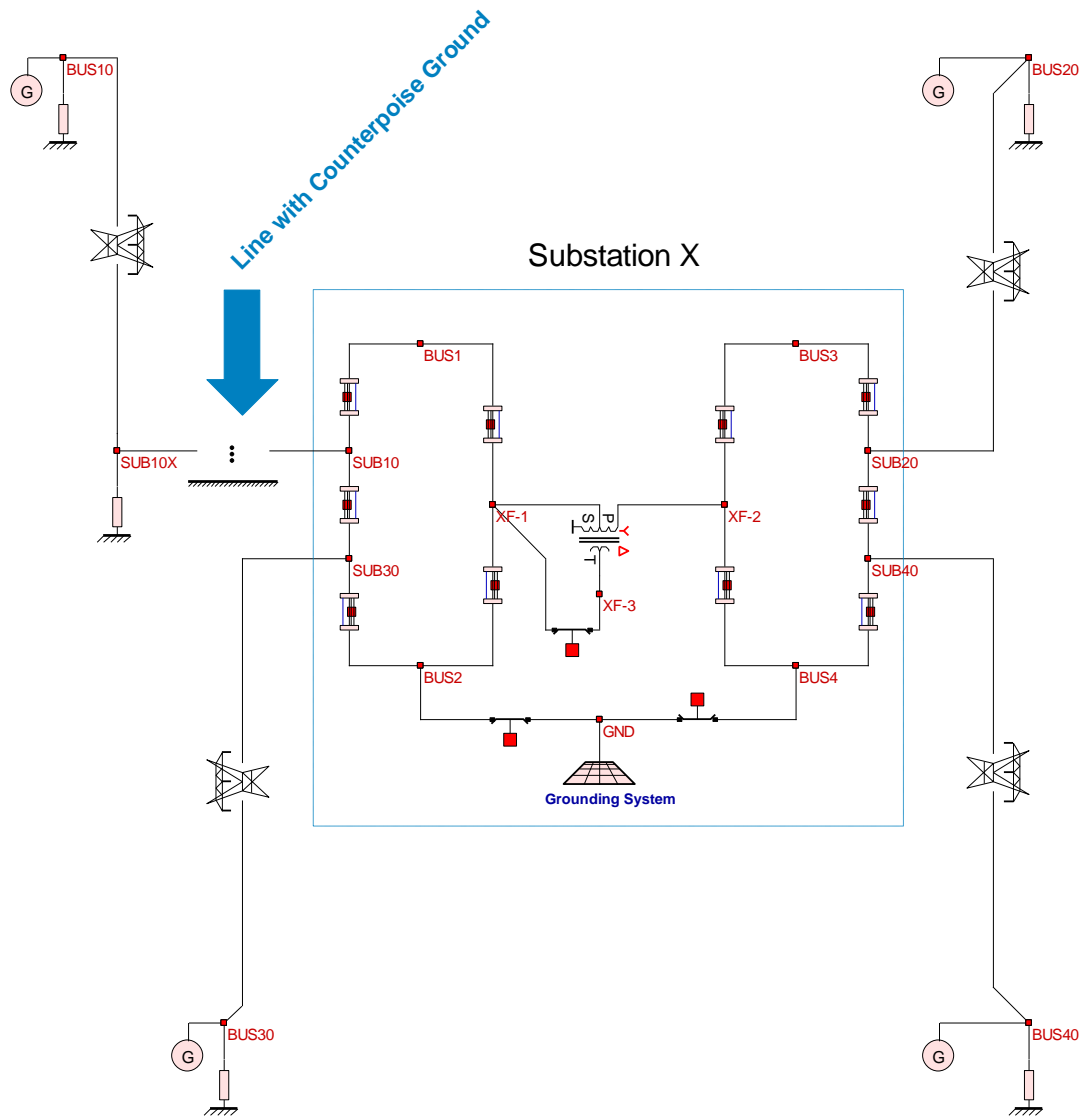 Line with Counterpoise Ground
BUS10
G
BUS20
G
Substation X
BUS1
BUS3
SUB10X
SUB10
SUB20
XF-1
S
P
Y
Δ
T
XF-2
SUB30
SUB40
XF-3
BUS2
BUS4
GND
Grounding System
BUS30
G
BUS40
G